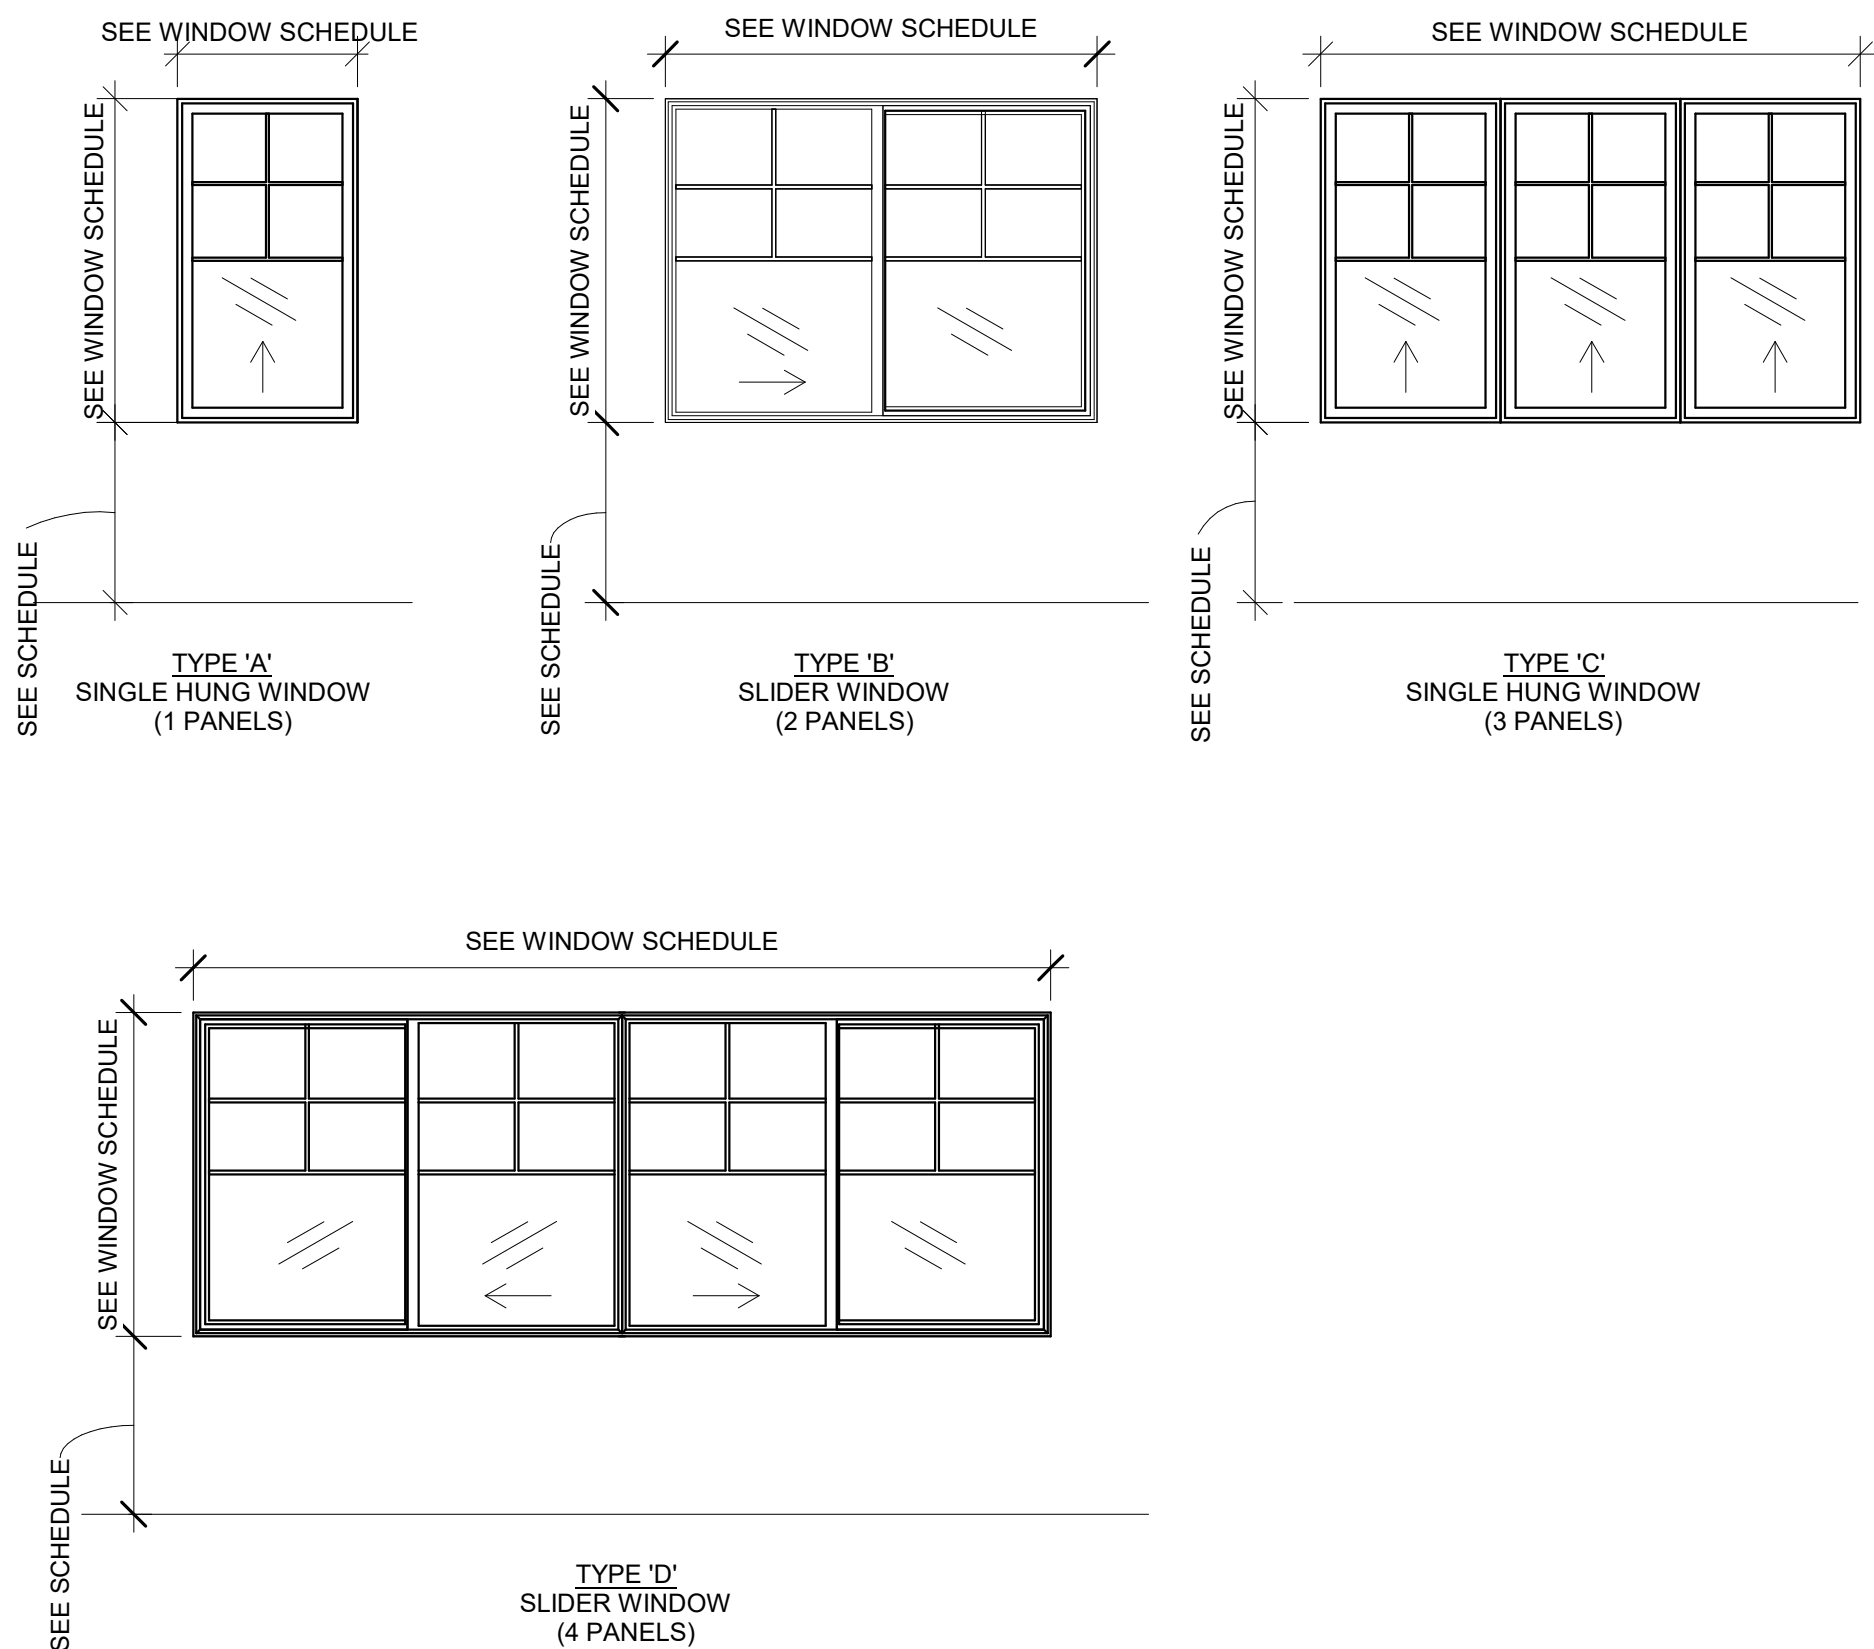 SEE WINDOW SCHEDULE
SEE WINDOW SCHEDULE
SEE SCHEDULE
TYPE 'A'
SINGLE HUNG WINDOW
(1 PANELS)
SEE WINDOW SCHEDULE
SEE WINDOW SCHEDULE
SEE SCHEDULE
TYPE 'B'
SLIDER WINDOW
(2 PANELS)
SEE WINDOW SCHEDULE
SEE WINDOW SCHEDULE
SEE SCHEDULE
TYPE 'C'
SINGLE HUNG WINDOW
(3 PANELS)
SEE WINDOW SCHEDULE
SEE WINDOW SCHEDULE
SEE SCHEDULE
TYPE 'D'
SLIDER WINDOW
(4 PANELS)